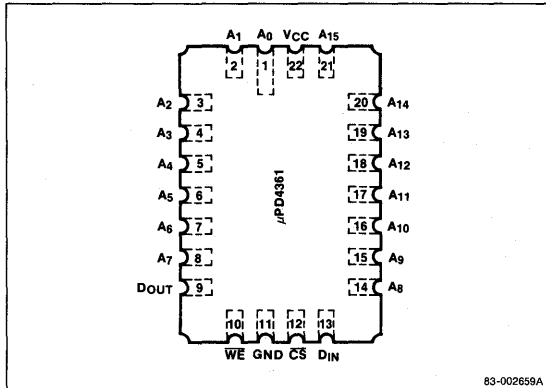 A1 A0 VCC A15
2 1 22 21
A2 3 20 A14
A3 4 19 A13
A4 5 18 A12
A5 6 17 A11
A6 7 16 A10
A7 8 15 A9
DOUT 9 14 A8
μPD4361
10 11 12 13
W̅E̅ GND C̅S̅ DIN
83-002659A